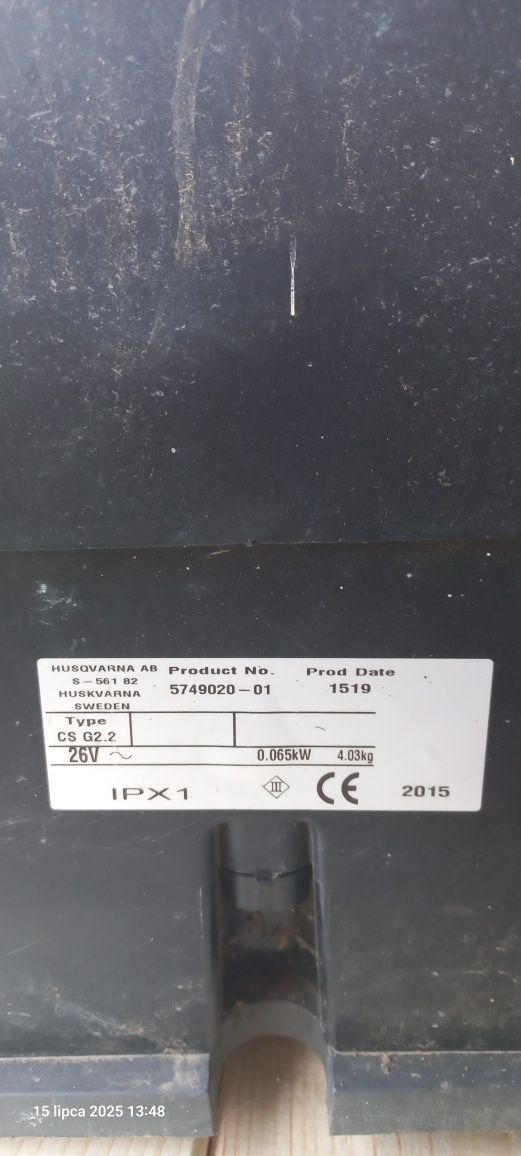 HUSQVARNA AB Product No. Prod Date
S-561 82 5749020-01 1519
HUSKVARNA
SWEDEN
Type
CS G2.2
26V ~ 0.065kW 4.03kg
IPX1 III CE 2015
15 lipca 2025 13:48